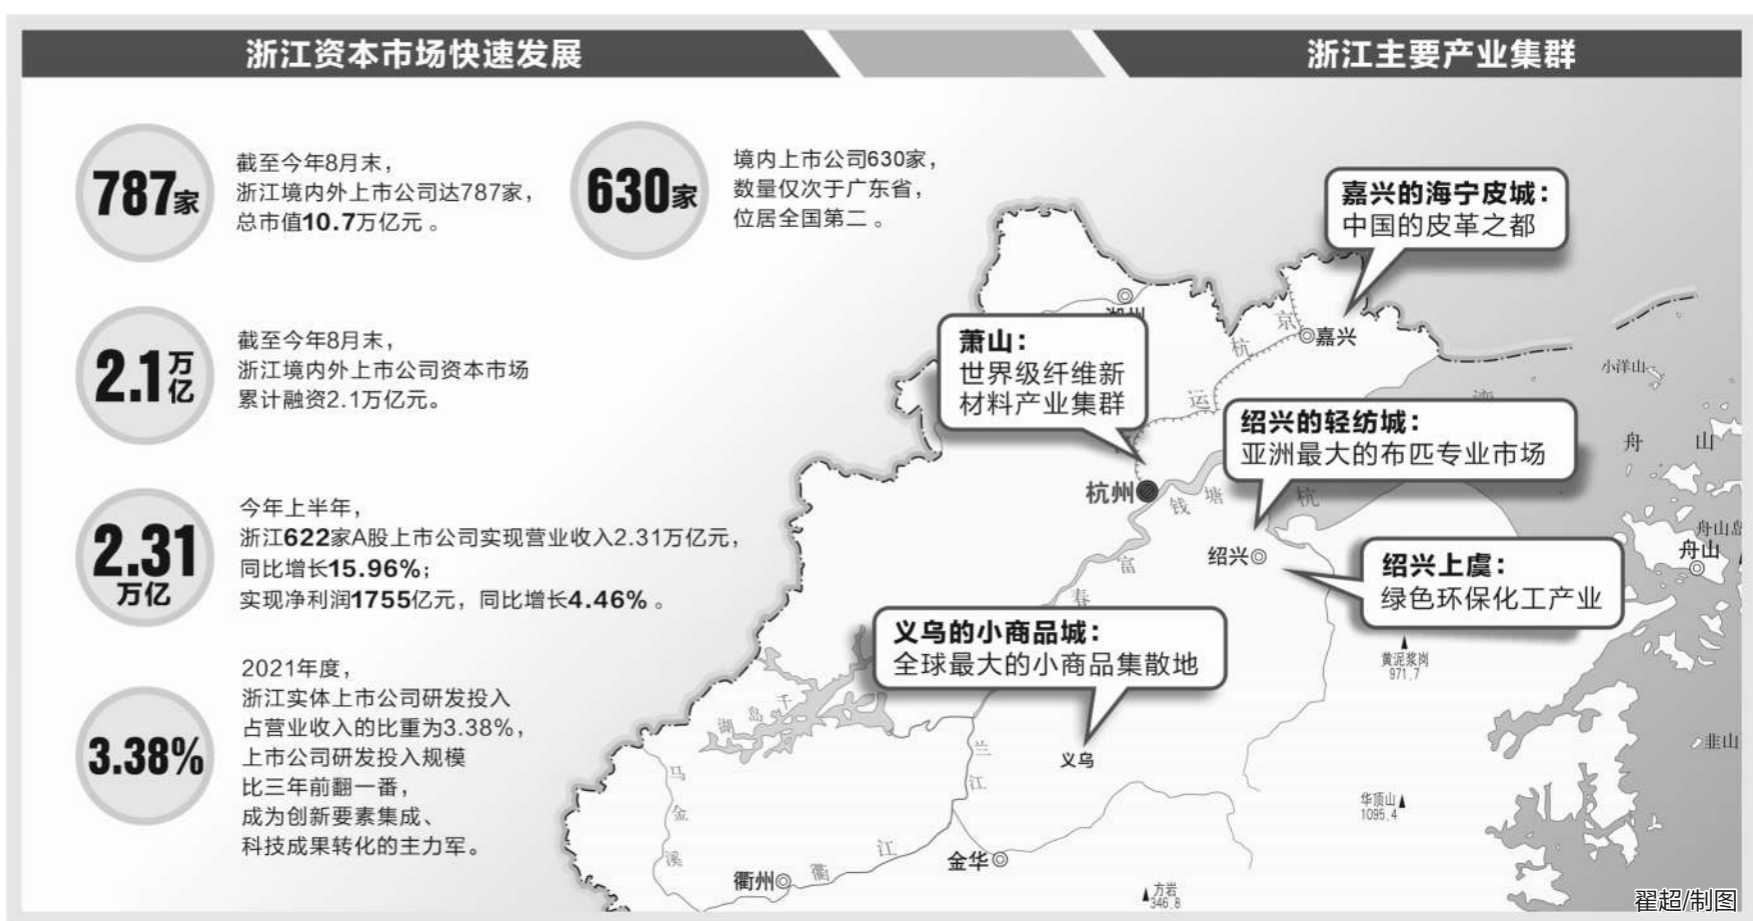 浙江资本市场快速发展
浙江主要产业集群
787家
截至今年8月末，
浙江境内外上市公司达787家，
总市值10.7万亿元。
630家
境内上市公司630家，
数量仅次于广东省，
位居全国第二。
2.1万亿
截至今年8月末，
浙江境内外上市公司资本市场
累计融资2.1万亿元。
2.31
万亿
今年上半年，
浙江622家A股上市公司实现营业收入2.31万亿元，
同比增长15.96%；
实现净利润1755亿元，同比增长4.46%。
3.38%
2021年度，
浙江实体上市公司研发投入
占营业收入的比重为3.38%，
上市公司研发投入规模
比三年前翻一番，
成为创新要素集成、
科技成果转化的主力军。
嘉兴的海宁皮城：
中国的皮革之都
萧山：
世界级纤维新
材料产业集群
绍兴的轻纺城：
亚洲最大的布匹专业市场
绍兴上虞：
绿色环保化工产业
义乌的小商品城：
全球最大的小商品集散地
京
杭
运
嘉兴
小洋山
舟 山
杭州
钱 塘
杭
舟山岛
舟山
绍兴
富
春
黄泥浆岗
971.7
千
岛
湖
韭山
义乌
兰
江
马
金
溪
华顶山
1095.4
金华
衢州
衢
江
方岩
346.8
翟超/制图